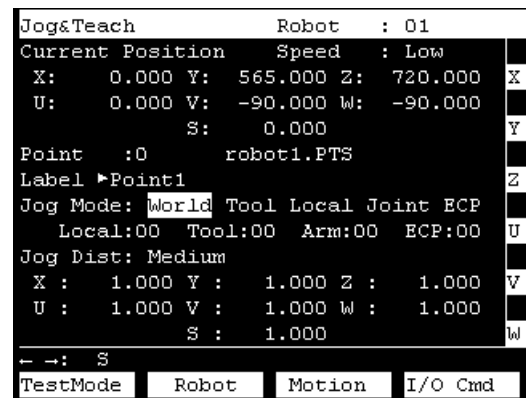 Jog&Teach Robot : 01
Current Position Speed : Low
X: 0.000 Y: 565.000 Z: 720.000 X
U: 0.000 V: -90.000 W: -90.000
S: 0.000 Y
Point :0 robot1.PTS
Label ►Point1 Z
Jog Mode: World Tool Local Joint ECP
Local:00 Tool:00 Arm:00 ECP:00 U
Jog Dist: Medium
X : 1.000 Y : 1.000 Z : 1.000 V
U : 1.000 V : 1.000 W : 1.000
S : 1.000 W
← →: S
TestMode Robot Motion I/O Cmd